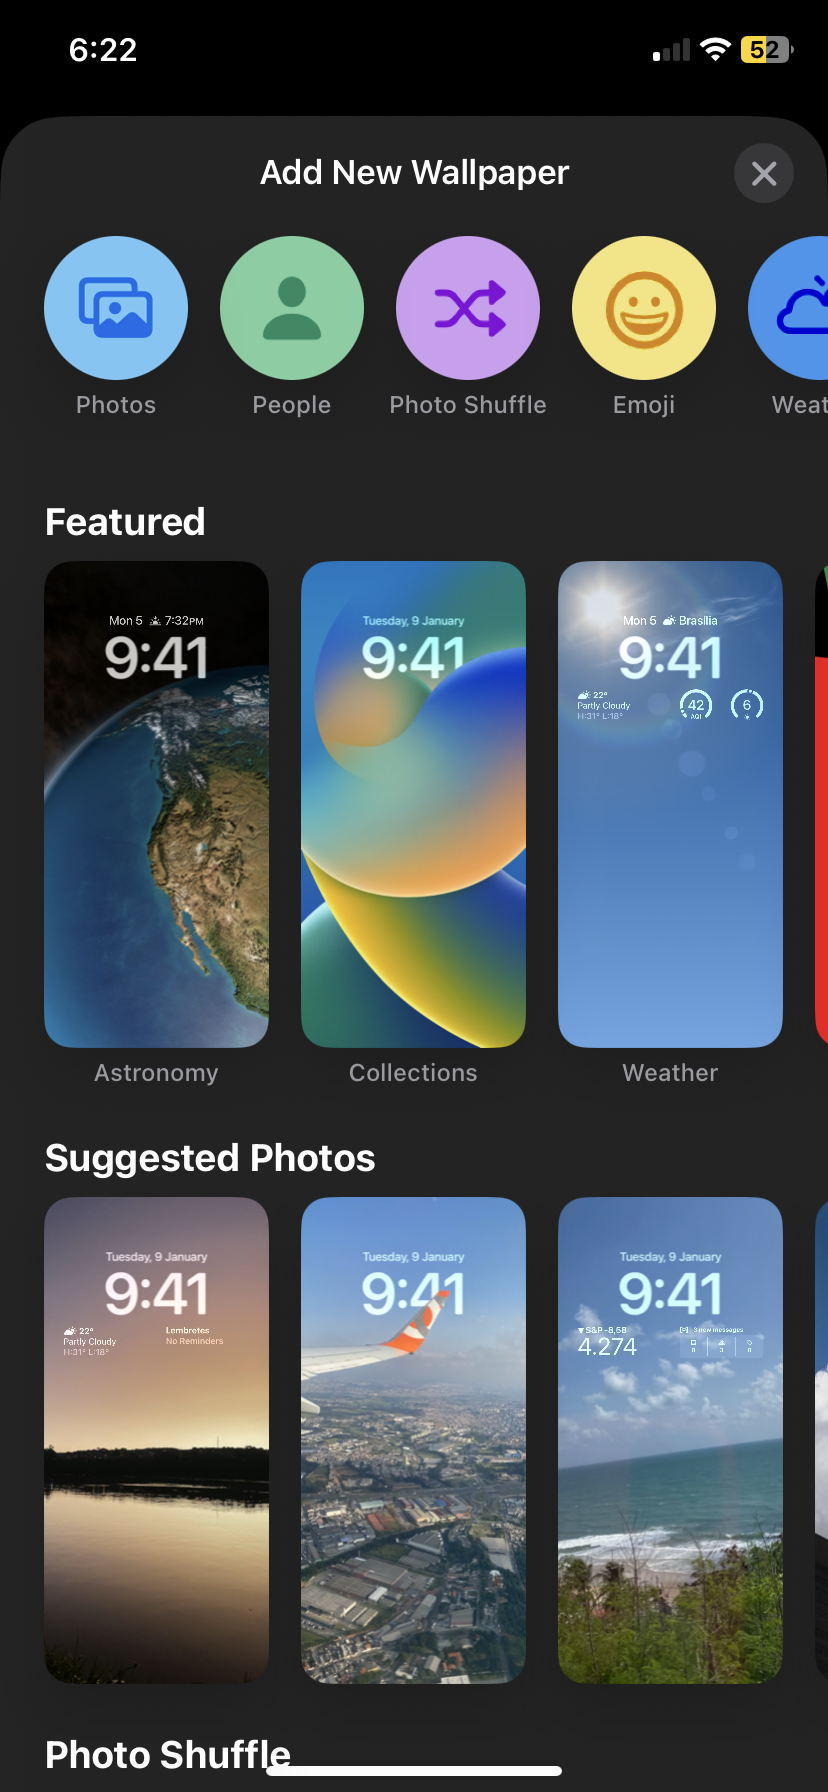 6:22
52
Add New Wallpaper
Photos
People
Photo Shuffle
Emoji
Weat
Featured
Mon 5 7:32PM
9:41
Tuesday, 9 January
9:41
Mon 5 Brasília
9:41
22°
Partly Cloudy
H:31° L:18°
42
AQI
6
Astronomy
Collections
Weather
Suggested Photos
Tuesday, 9 January
9:41
22°
Partly Cloudy
H:31° L:18°
Lembretes
No Reminders
Tuesday, 9 January
9:41
Tuesday, 9 January
9:41
▼S&P -8,58
4.274
3 new messages
Photo Shuffle